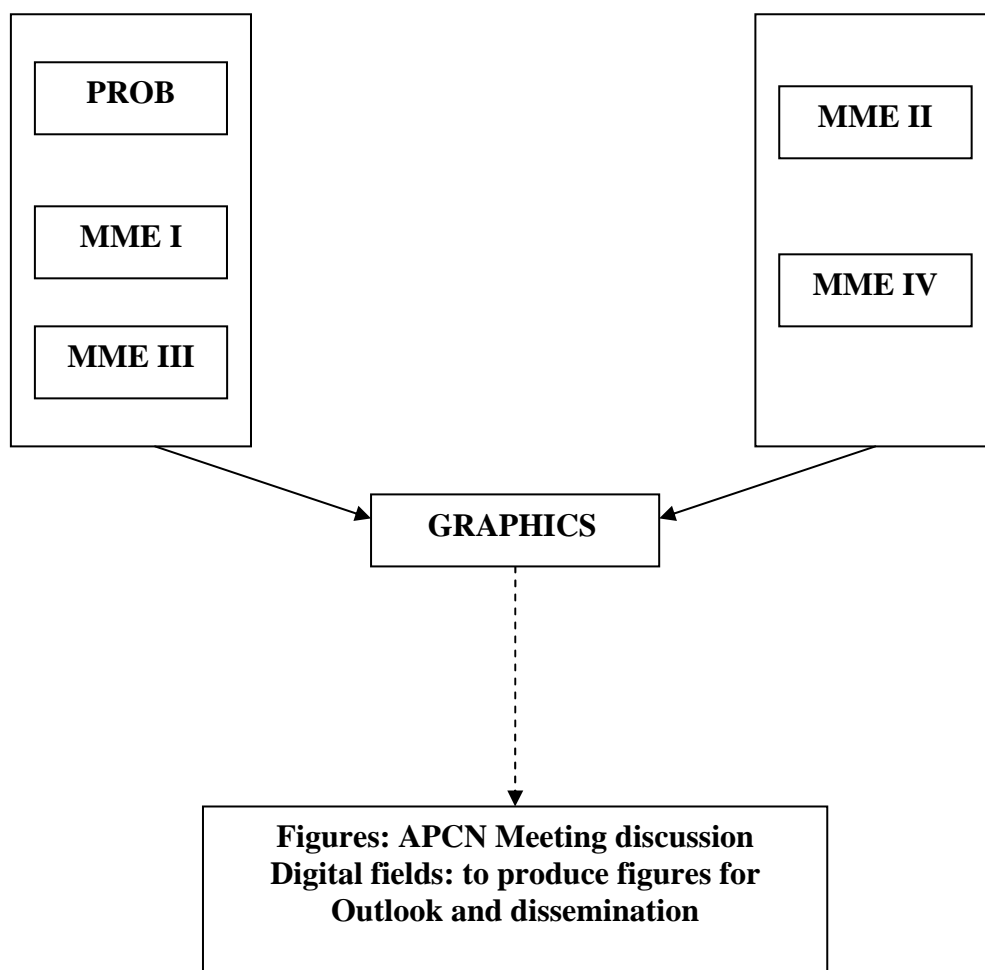 PROB
MME I
MME III
MME II
MME IV
GRAPHICS
Figures: APCN Meeting discussion
Digital fields: to produce figures for
Outlook and dissemination